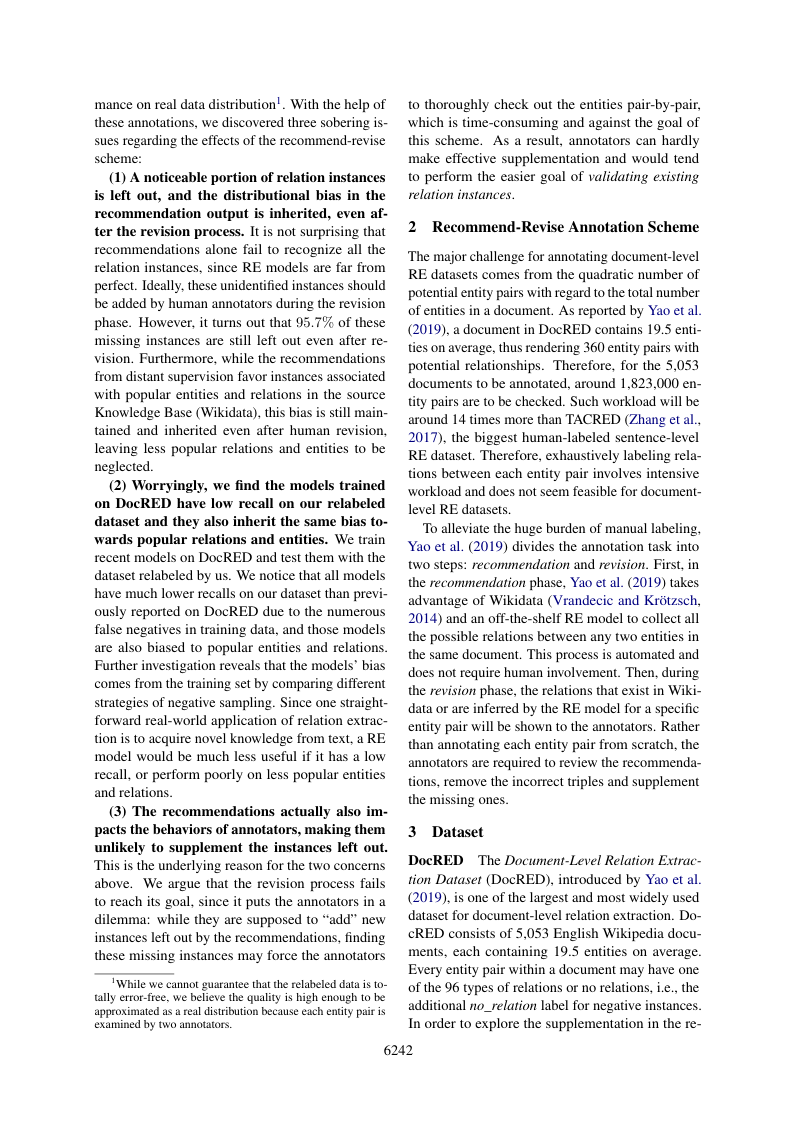 mance on real data distribution1. With the help of
these annotations, we discovered three sobering is-
sues regarding the effects of the recommend-revise
scheme:
(1) A noticeable portion of relation instances
is left out, and the distributional bias in the
recommendation output is inherited, even af-
ter the revision process. It is not surprising that
recommendations alone fail to recognize all the
relation instances, since RE models are far from
perfect. Ideally, these unidentified instances should
be added by human annotators during the revision
phase. However, it turns out that 95.7% of these
missing instances are still left out even after re-
vision. Furthermore, while the recommendations
from distant supervision favor instances associated
with popular entities and relations in the source
Knowledge Base (Wikidata), this bias is still main-
tained and inherited even after human revision,
leaving less popular relations and entities to be
neglected.
(2) Worryingly, we find the models trained
on DocRED have low recall on our relabeled
dataset and they also inherit the same bias to-
wards popular relations and entities. We train
recent models on DocRED and test them with the
dataset relabeled by us. We notice that all models
have much lower recalls on our dataset than previ-
ously reported on DocRED due to the numerous
false negatives in training data, and those models
are also biased to popular entities and relations.
Further investigation reveals that the models' bias
comes from the training set by comparing different
strategies of negative sampling. Since one straight-
forward real-world application of relation extrac-
tion is to acquire novel knowledge from text, a RE
model would be much less useful if it has a low
recall, or perform poorly on less popular entities
and relations.
(3) The recommendations actually also im-
pacts the behaviors of annotators, making them
unlikely to supplement the instances left out.
This is the underlying reason for the two concerns
above. We argue that the revision process fails
to reach its goal, since it puts the annotators in a
dilemma: while they are supposed to “add” new
instances left out by the recommendations, finding
these missing instances may force the annotators
1While we cannot guarantee that the relabeled data is to-
tally error-free, we believe the quality is high enough to be
approximated as a real distribution because each entity pair is
examined by two annotators.
to thoroughly check out the entities pair-by-pair,
which is time-consuming and against the goal of
this scheme. As a result, annotators can hardly
make effective supplementation and would tend
to perform the easier goal of validating existing
relation instances.
2 Recommend-Revise Annotation Scheme
The major challenge for annotating document-level
RE datasets comes from the quadratic number of
potential entity pairs with regard to the total number
of entities in a document. As reported by Yao et al.
(2019), a document in DocRED contains 19.5 enti-
ties on average, thus rendering 360 entity pairs with
potential relationships. Therefore, for the 5,053
documents to be annotated, around 1,823,000 en-
tity pairs are to be checked. Such workload will be
around 14 times more than TACRED (Zhang et al.,
2017), the biggest human-labeled sentence-level
RE dataset. Therefore, exhaustively labeling rela-
tions between each entity pair involves intensive
workload and does not seem feasible for document-
level RE datasets.
To alleviate the huge burden of manual labeling,
Yao et al. (2019) divides the annotation task into
two steps: recommendation and revision. First, in
the recommendation phase, Yao et al. (2019) takes
advantage of Wikidata (Vrandecic and Krötzsch,
2014) and an off-the-shelf RE model to collect all
the possible relations between any two entities in
the same document. This process is automated and
does not require human involvement. Then, during
the revision phase, the relations that exist in Wiki-
data or are inferred by the RE model for a specific
entity pair will be shown to the annotators. Rather
than annotating each entity pair from scratch, the
annotators are required to review the recommenda-
tions, remove the incorrect triples and supplement
the missing ones.
3 Dataset
DocRED The Document-Level Relation Extrac-
tion Dataset (DocRED), introduced by Yao et al.
(2019), is one of the largest and most widely used
dataset for document-level relation extraction. Do-
cRED consists of 5,053 English Wikipedia docu-
ments, each containing 19.5 entities on average.
Every entity pair within a document may have one
of the 96 types of relations or no relations, i.e., the
additional no_relation label for negative instances.
In order to explore the supplementation in the re-
6242